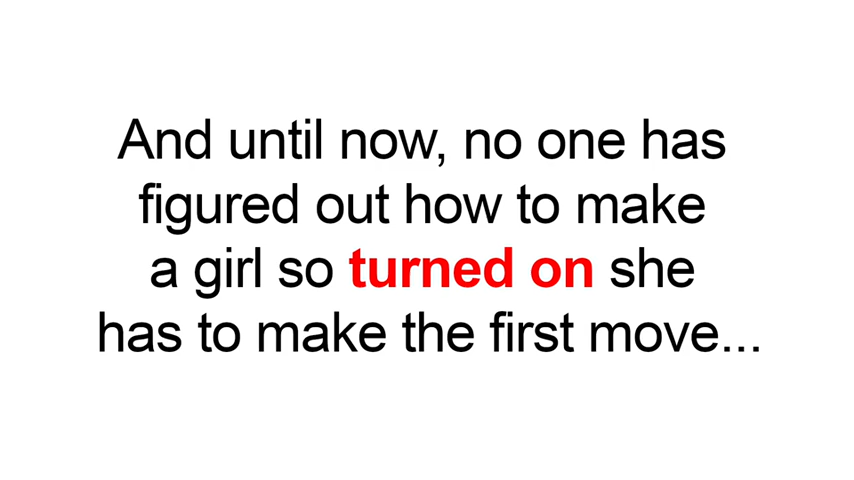 And until now, no one has
figured out how to make
a girl so turned on she
has to make the first move...